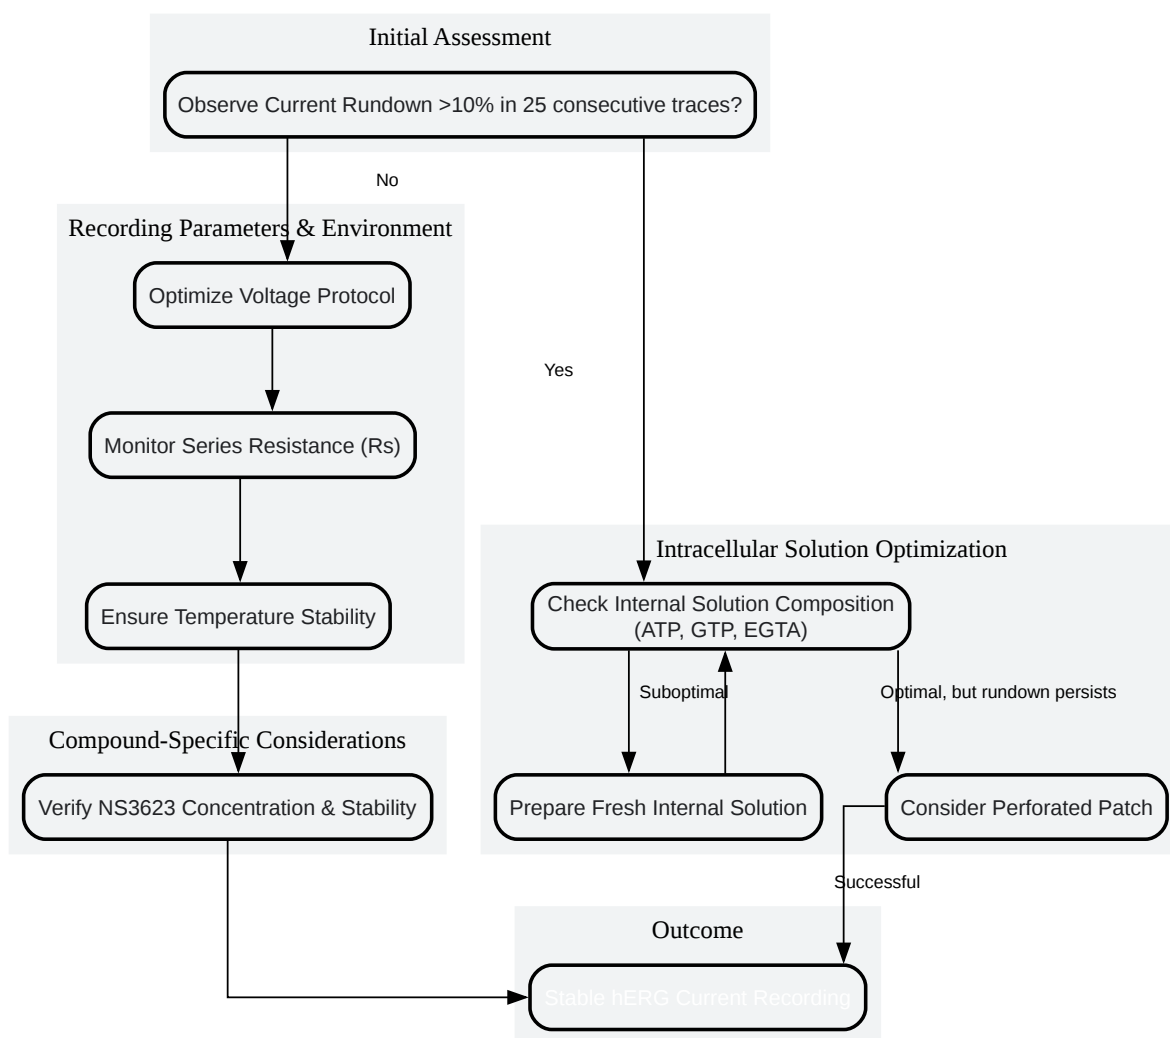 Initial Assessment
Observe Current Rundown >10% in 25 consecutive traces?
No
Recording Parameters & Environment
Optimize Voltage Protocol
Yes
Monitor Series Resistance (Rs)
Intracellular Solution Optimization
Check Internal Solution Composition
(ATP, GTP, EGTA)
Ensure Temperature Stability
Suboptimal
Optimal, but rundown persists
Compound-Specific Considerations
Verify NS3623 Concentration & Stability
Prepare Fresh Internal Solution
Consider Perforated Patch
Successful
Outcome
Stable hERG Current Recording